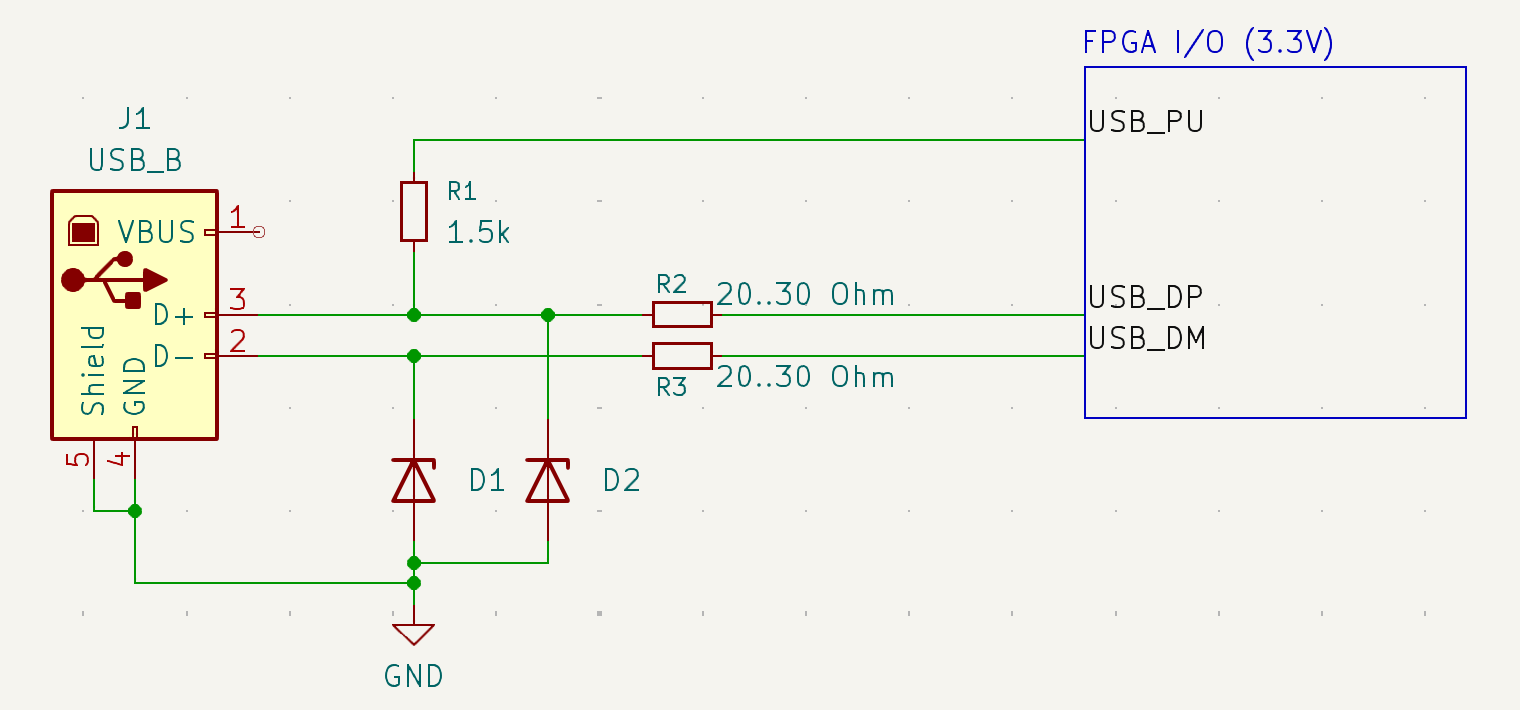 FPGA I/O (3.3V)
J1
USB_B
USB_PU
R1
1.5k
VBUS
1
D+
3
D-
2
Shield
GND
5
4
R2
20..30 Ohm
USB_DP
USB_DM
R3
20..30 Ohm
D1
D2
GND